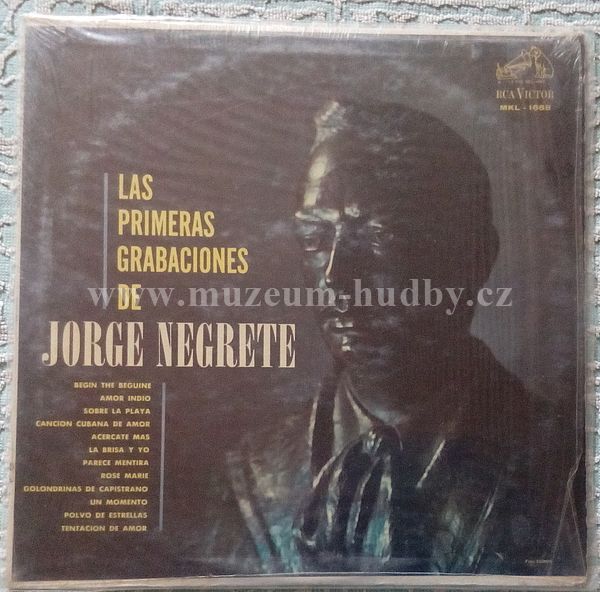 RCA VICTOR
MKL - 1688
LAS
PRIMERAS
GRABACIONES
DE
JORGE NEGRETE
www.muzeum-hudby.cz
BEGIN THE BEGUINE
AMOR INDIO
SOBRE LA PLAYA
CANCION CUBANA DE AMOR
ACERCATE MAS
LA BRISA Y YO
PARECE MENTIRA
ROSE MARIE
GOLONDRINAS DE CAPISTRANO
UN MOMENTO
POLVO DE ESTRELLAS
TENTACION DE AMOR